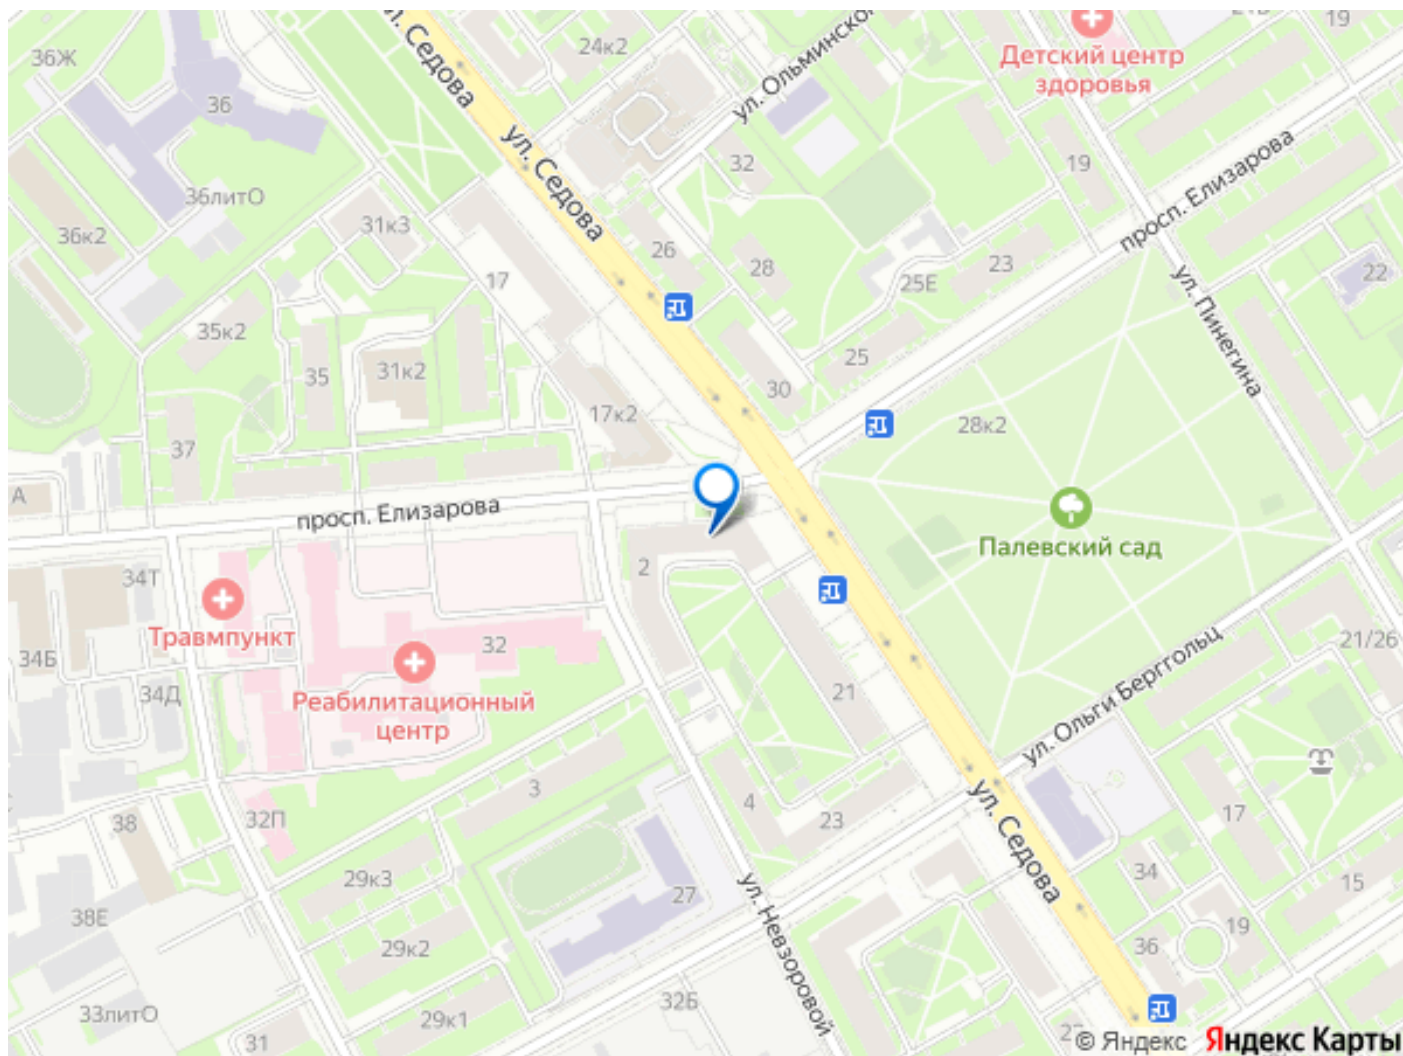 36Ж
24к2
ул. Седова
ул. Ольминског
Детский центр
здоровья
19
36
ул. Седова
32
19
просп. Елизарова
36литО
31к3
36к2
26
28
23
25Е
22
17
ул. Пинегина
35к2
35
31к2
25
30
17к2
28к2
37
А
просп. Елизарова
Палевский сад
2
34Т
Травмпункт
32
34Б
34Д
Реабилитационный
центр
21
21/26
ул. Ольги Берггольц
3
4
23
32П
38
17
ул. Седова
29к3
27
34
15
38Е
29к2
ул. Невзоровой
36
19
33литО
29к1
32Б
31
© Яндекс Яндекс Карты